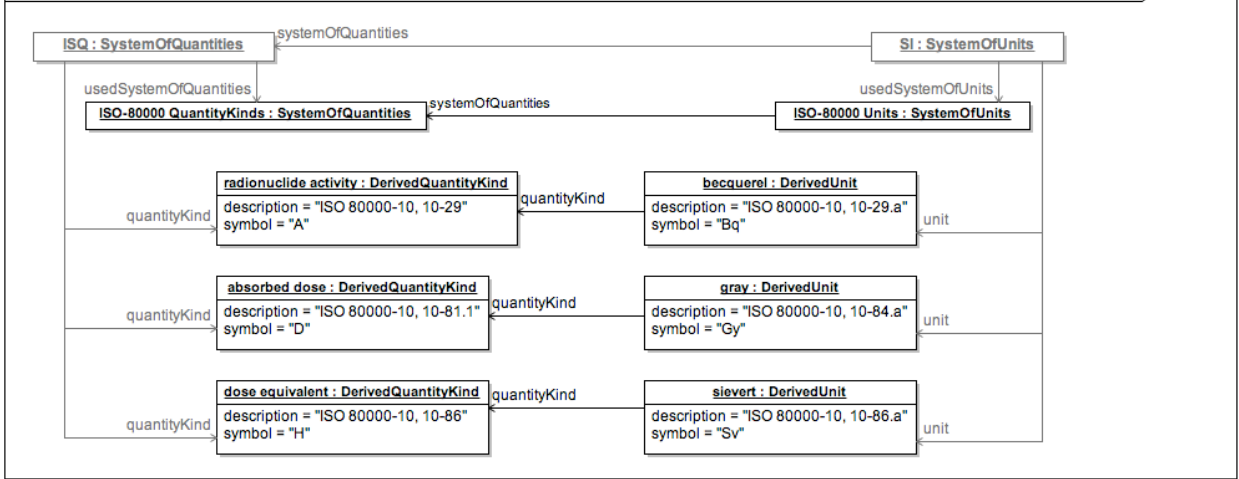 systemOfQuantities
ISQ : SystemOfQuantities
SI : SystemOfUnits
usedSystemOfQuantities
usedSystemOfUnits
ISO-80000 QuantityKinds : SystemOfQuantities
systemOfQuantities
ISO-80000 Units : SystemOfUnits
radionuclide activity : DerivedQuantityKind
description = "ISO 80000-10, 10-29"
symbol = "A"
quantityKind
quantityKind
becquerel : DerivedUnit
description = "ISO 80000-10, 10-29.a"
symbol = "Bq"
unit
absorbed dose : DerivedQuantityKind
description = "ISO 80000-10, 10-81.1"
symbol = "D"
quantityKind
quantityKind
gray : DerivedUnit
description = "ISO 80000-10, 10-84.a"
symbol = "Gy"
unit
dose equivalent : DerivedQuantityKind
description = "ISO 80000-10, 10-86"
symbol = "H"
quantityKind
quantityKind
sievert : DerivedUnit
description = "ISO 80000-10, 10-86.a"
symbol = "Sv"
unit